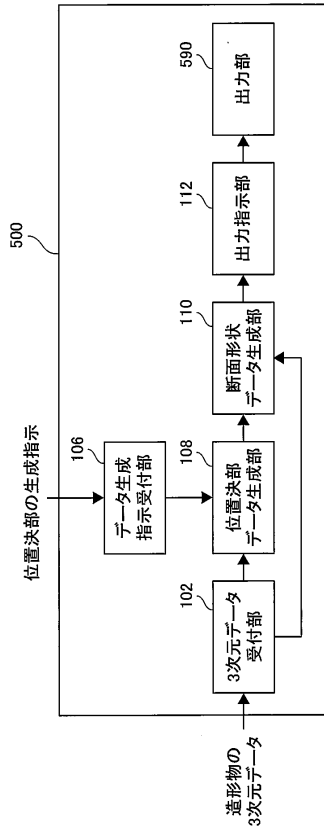 位置決部の生成指示
500
106
データ生成
指示受付部
造形物の
3次元データ
102
3次元データ
受付部
108
位置決部
データ生成部
110
断面形状
データ生成部
112
出力指示部
590
出力部